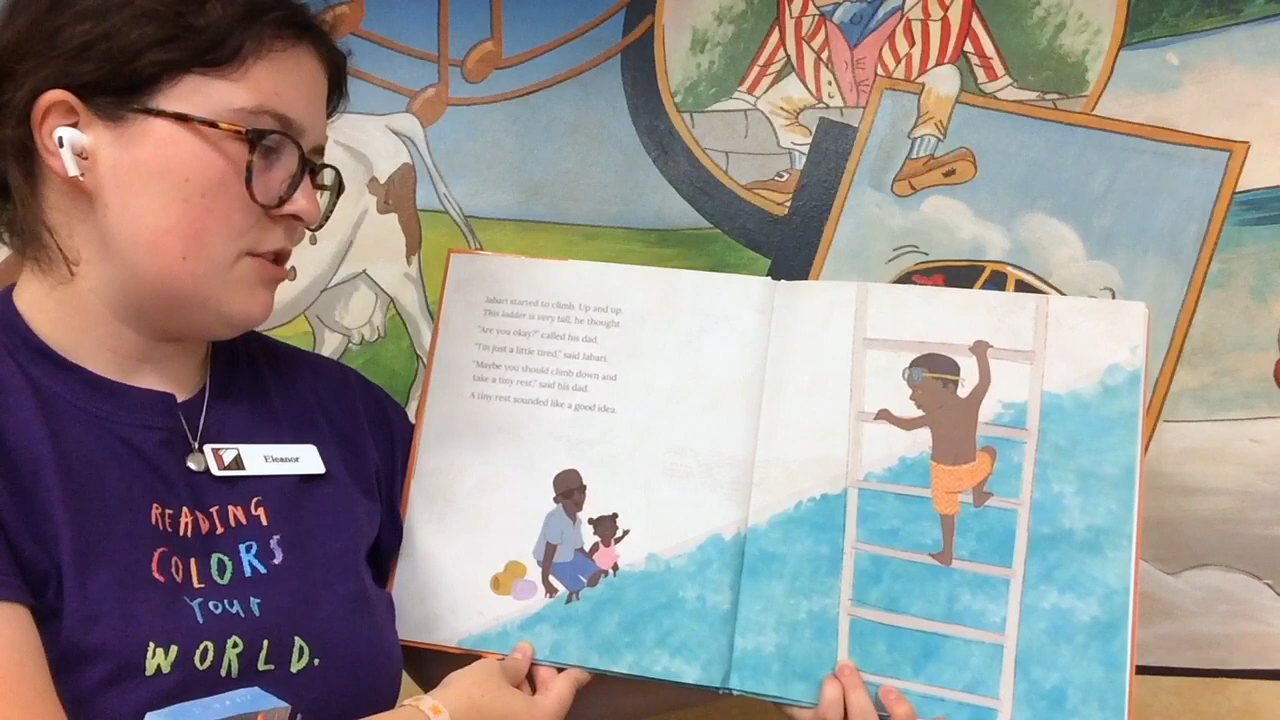 Jabari started to climb. Up and up.
This ladder is very tall, he thought.
"Are you okay?" called his dad.
"I'm just a little tired," said Jabari.
"Maybe you should climb down and
take a tiny rest," said his dad.
A tiny rest sounded like a good idea.
Eleanor
READING
COLORS
YOUR
WORLD.